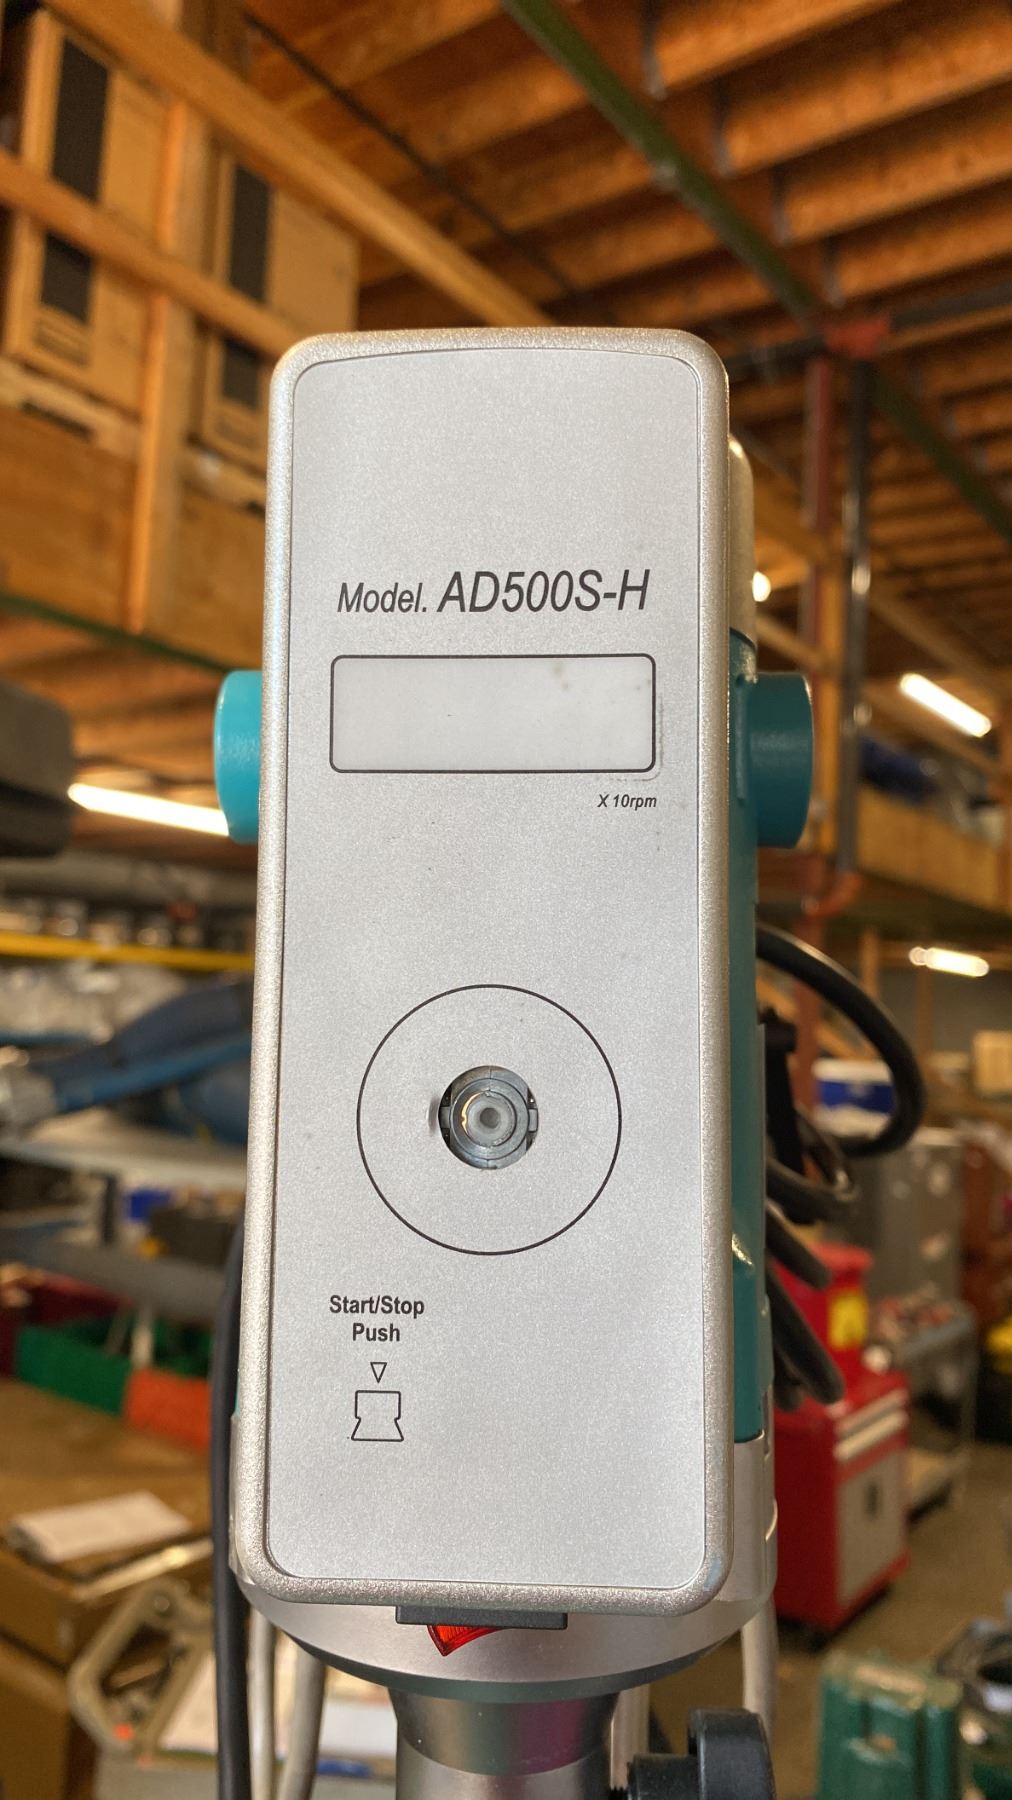 Model. AD500S-H
X 10rpm
Start/Stop
Push